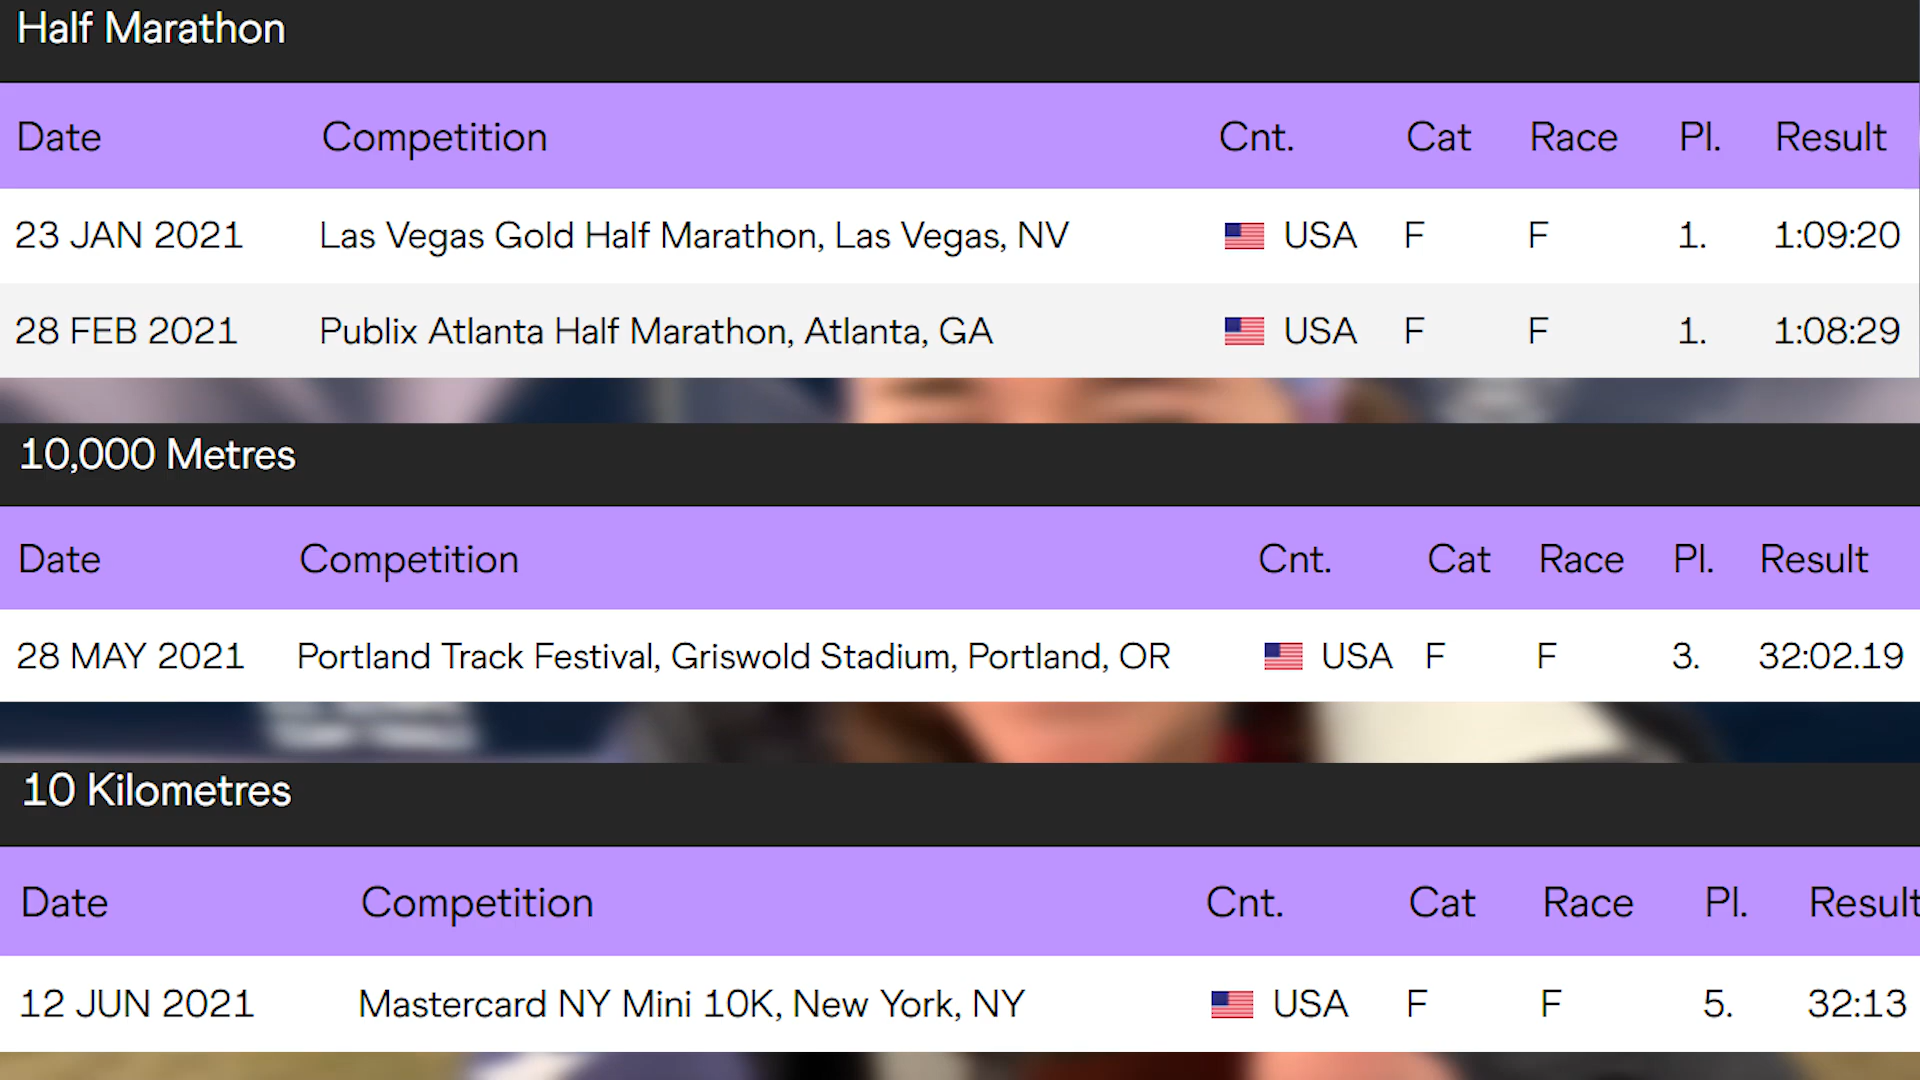 Half Marathon
Date Competition Cnt. Cat Race Pl. Result
23 JAN 2021 Las Vegas Gold Half Marathon, Las Vegas, NV USA F F 1. 1:09:20
28 FEB 2021 Publix Atlanta Half Marathon, Atlanta, GA USA F F 1. 1:08:29
10,000 Metres
Date Competition Cnt. Cat Race Pl. Result
28 MAY 2021 Portland Track Festival, Griswold Stadium, Portland, OR USA F F 3. 32:02.19
10 Kilometres
Date Competition Cnt. Cat Race Pl. Result
12 JUN 2021 Mastercard NY Mini 10K, New York, NY USA F F 5. 32:13